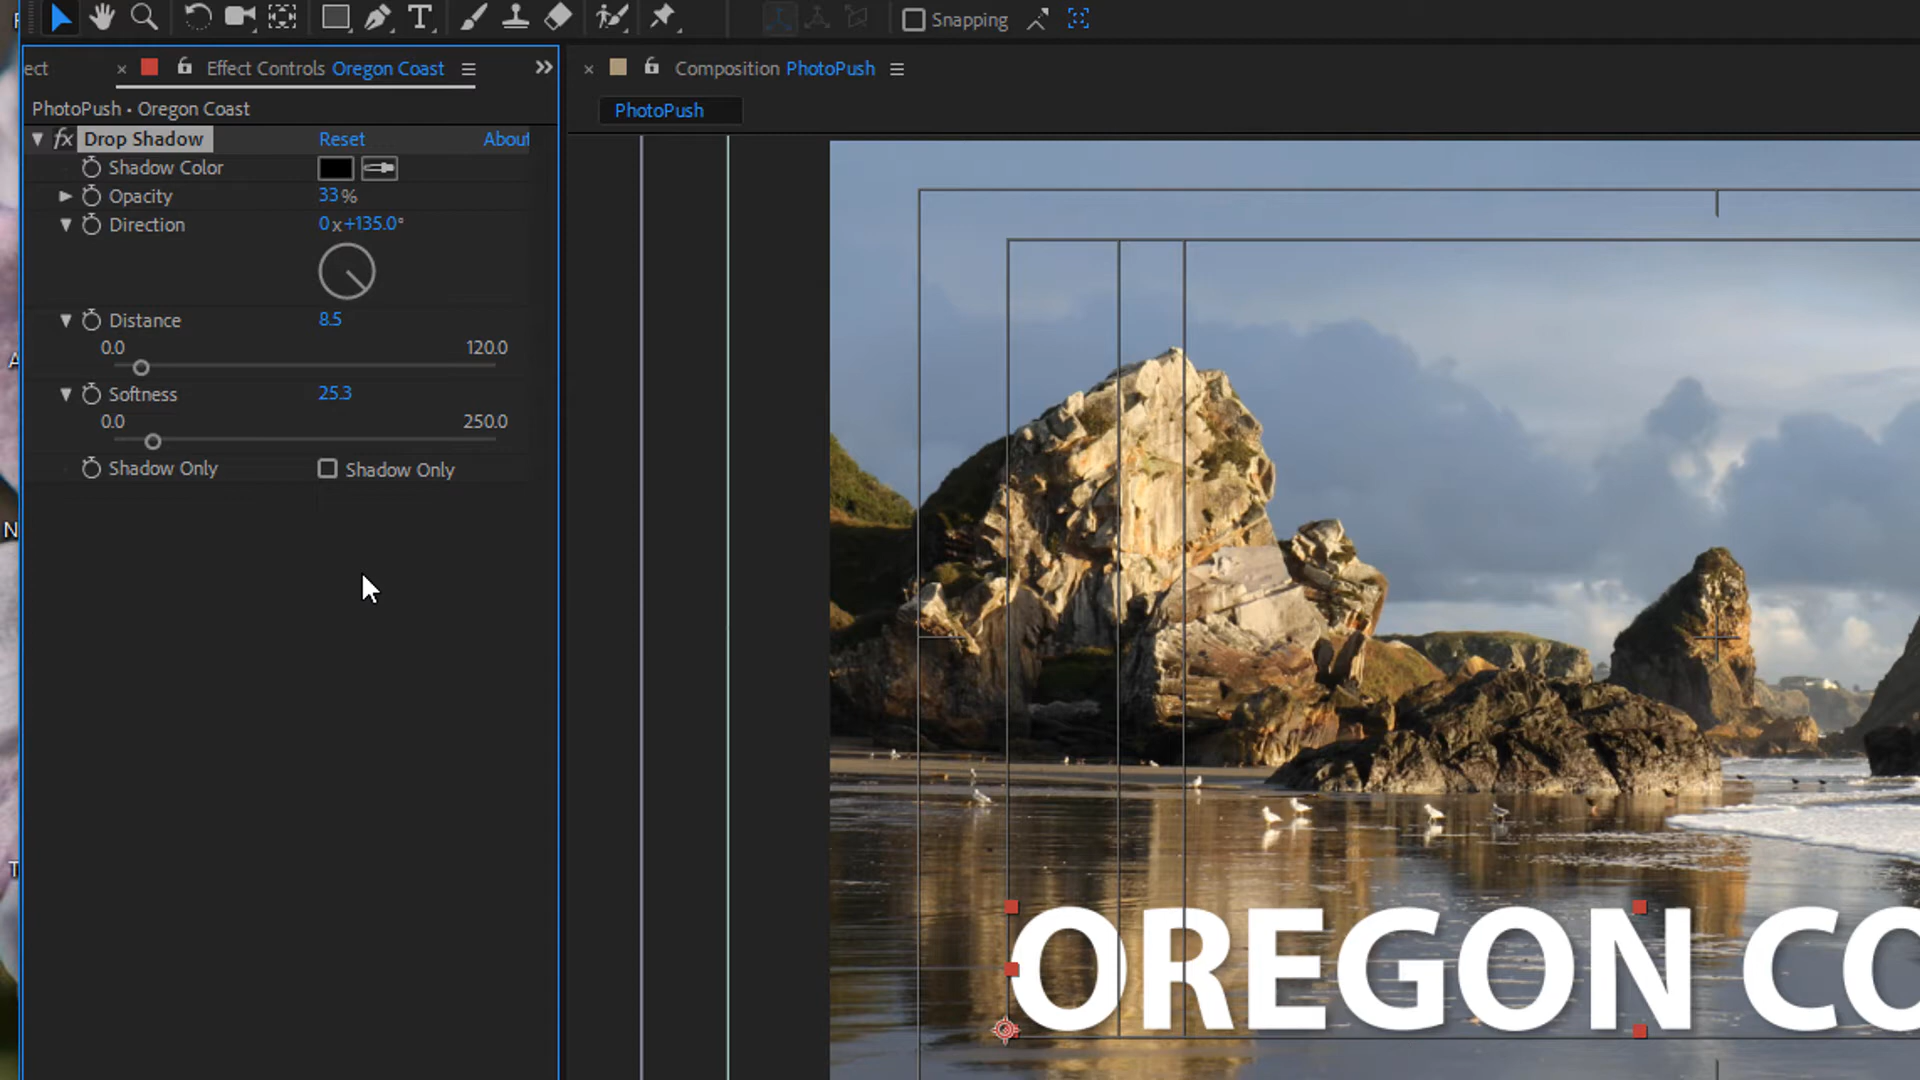 Snapping
ect
Effect Controls Oregon Coast
Composition PhotoPush
PhotoPush • Oregon Coast
PhotoPush
fx Drop Shadow Reset About
Shadow Color
Opacity 33%
Direction 0x+135.0°
Distance 8.5
0.0 120.0
Softness 25.3
0.0 250.0
Shadow Only Shadow Only
N
T
OREGON CO